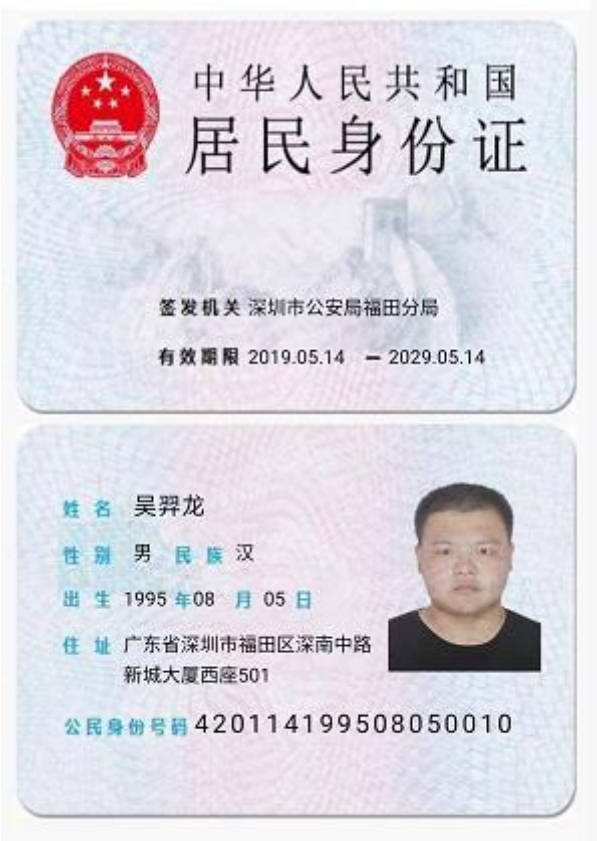 中华人民共和国
居民身份证
签发机关 深圳市公安局福田分局
有效期限 2019.05.14 — 2029.05.14
姓名 吴羿龙
性别 男 民族 汉
出生 1995 年08 月 05 日
住址 广东省深圳市福田区深南中路
新城大厦西座501
公民身份号码 420114199508050010